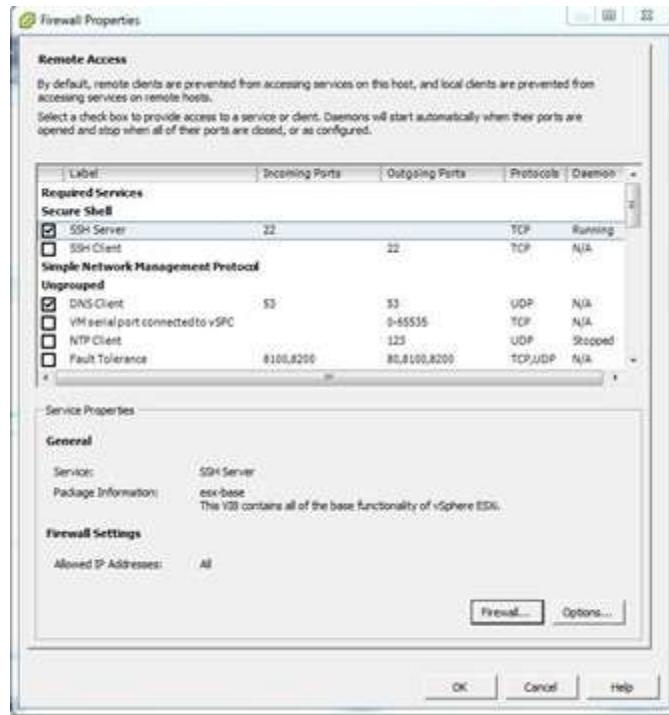 Firewall Properties
Remote Access
By default, remote clients are prevented from accessing services on this host, and local clients are prevented from
accessing services on remote hosts.
Select a check box to provide access to a service or client. Daemons will start automatically when their ports are
opened and stop when all of their ports are closed, or as configured.
Label Incoming Ports Outgoing Ports Protocols Daemon
Required Services
Secure Shell
SSH Server 22 TCP Running
SSH Client 22 TCP N/A
Simple Network Management Protocol
Ungrouped
DNS Client 53 53 UDP N/A
VM serial port connected to vSPC 0-65535 TCP N/A
NTP Client 123 UDP Stopped
Fault Tolerance 8100,8200 80,8100,8200 TCP,UDP N/A
Service Properties
General
Service: SSH Server
Package Information: esx-base
This VIB contains all of the base functionality of vSphere ESXi.
Firewall Settings
Allowed IP Addresses: All
Firewall... Options...
OK Cancel Help